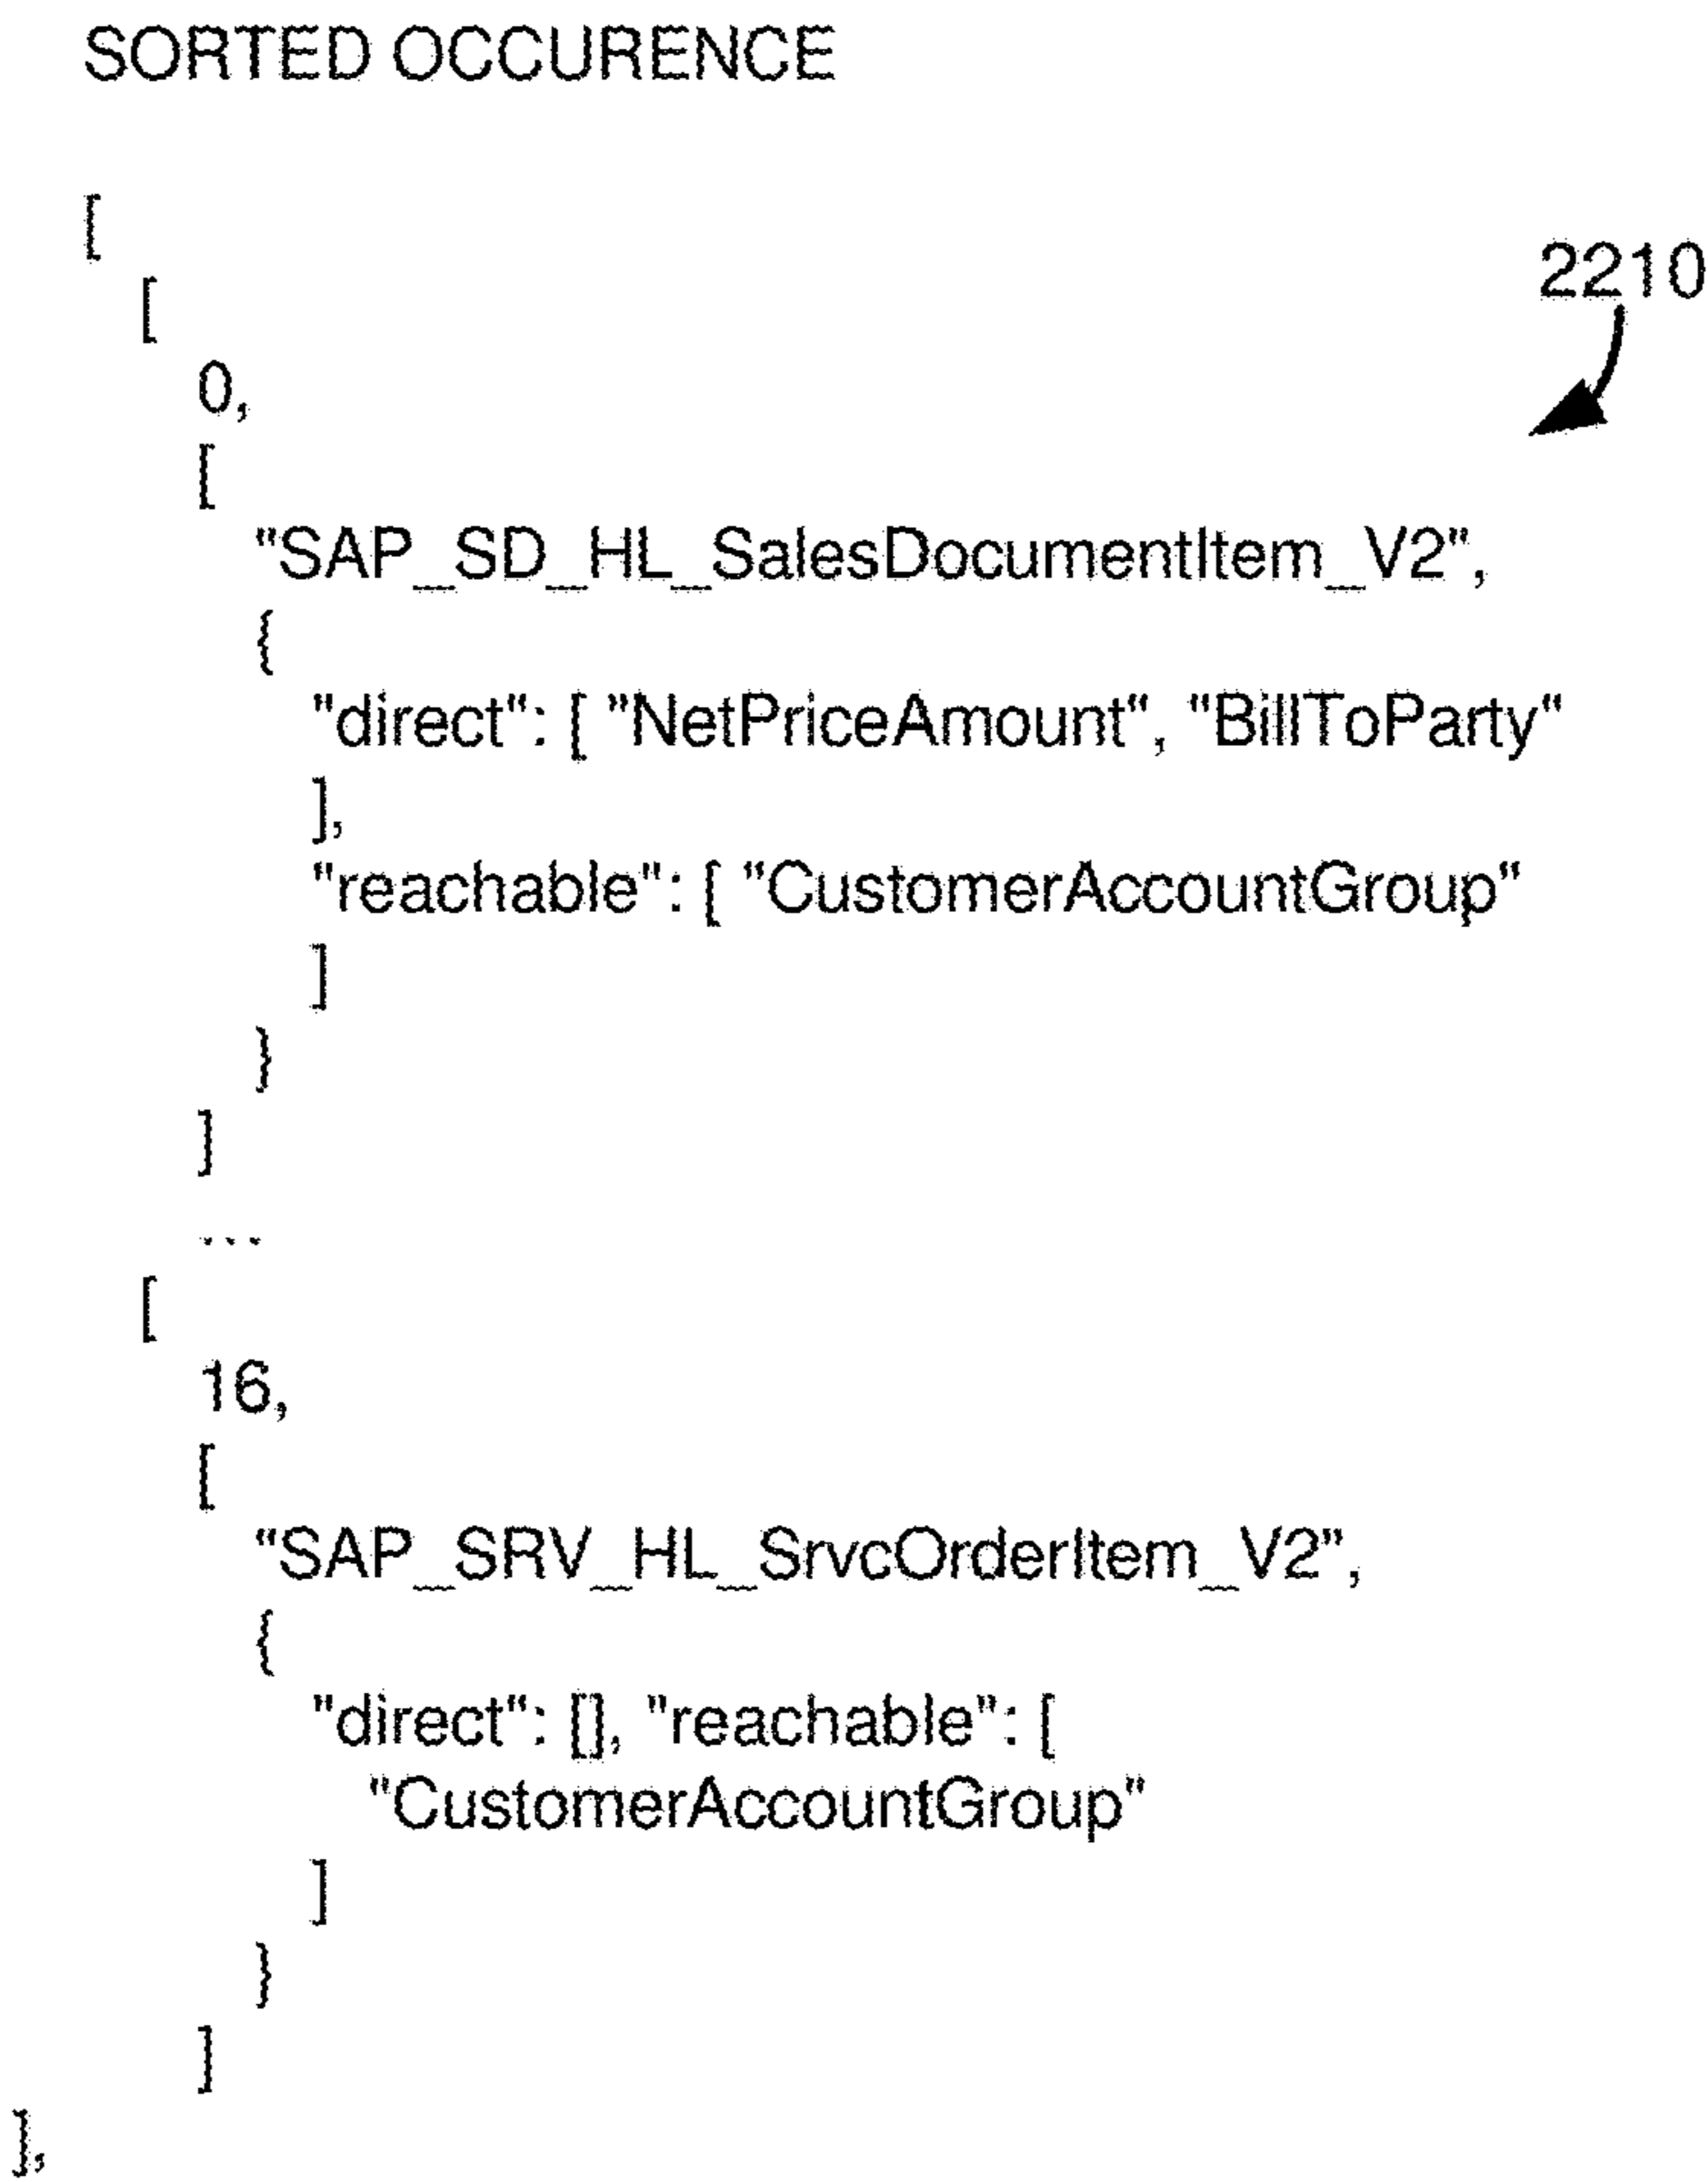 SORTED OCCURENCE
[
[
2210
0,
[
"SAP_SD_HL_SalesDocumentItem_V2",
{
"direct": [ "NetPriceAmount", "BillToParty"
],
"reachable": [ "CustomerAccountGroup"
]
}
]
...
[
16,
[
"SAP_SRV_HL_SrvcOrderItem_V2",
{
"direct": [], "reachable": [
"CustomerAccountGroup"
]
}
]
],